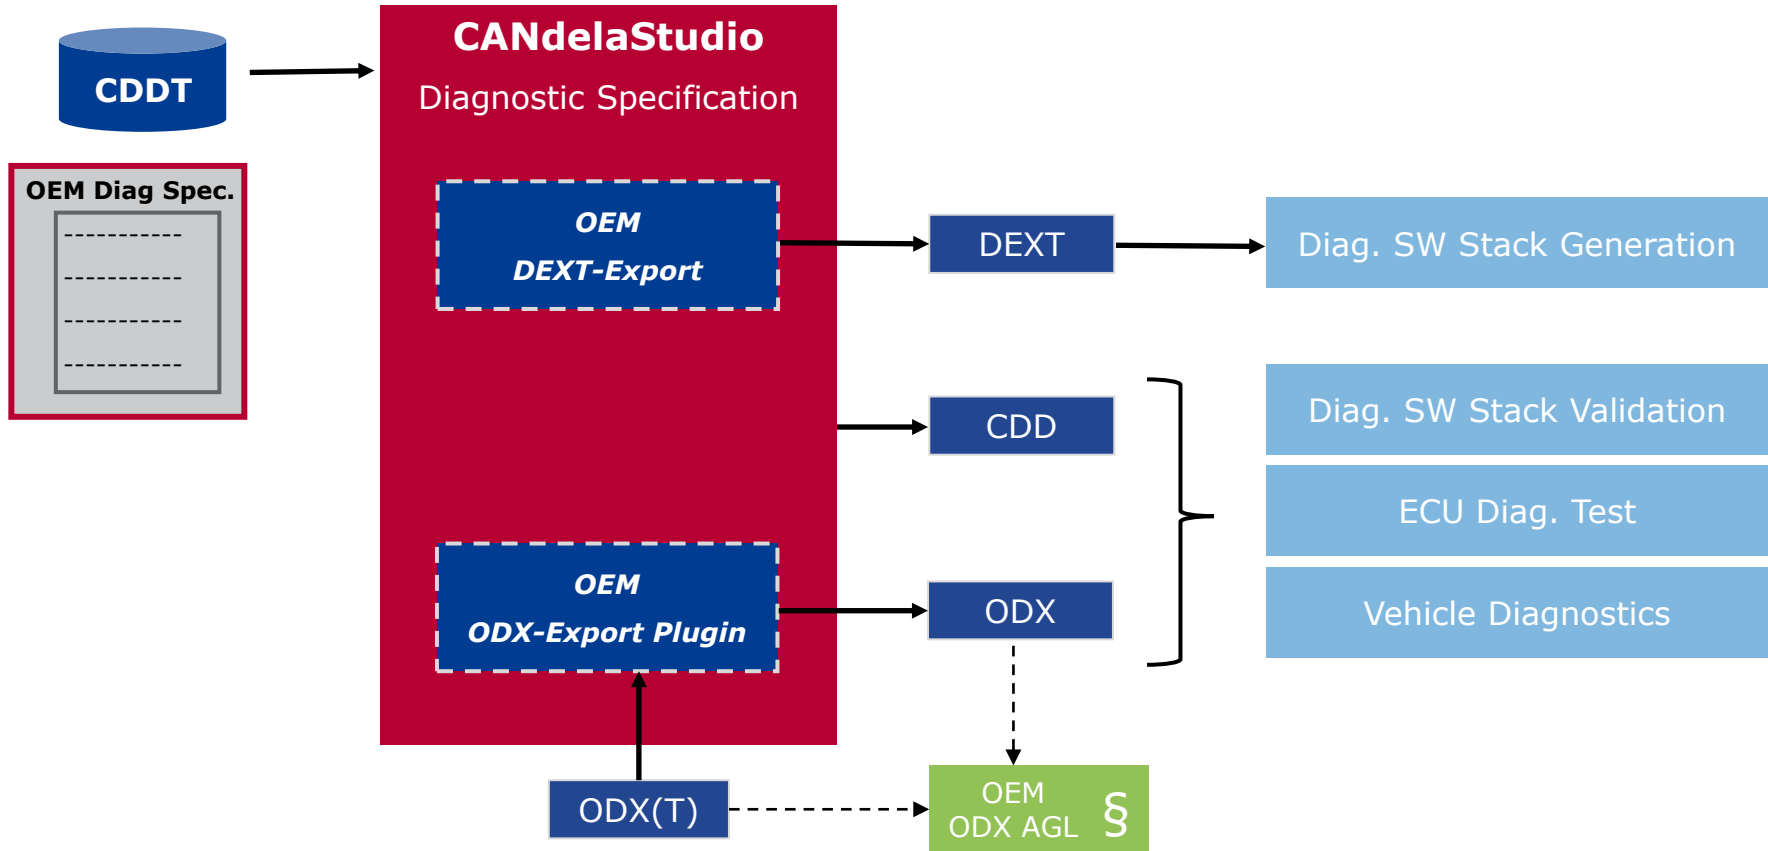 CANdelaStudio
Diagnostic Specification
CDDT
OEM Diag Spec.
OEM
DEXT-Export
DEXT
Diag. SW Stack Generation
CDD
Diag. SW Stack Validation
ECU Diag. Test
OEM
ODX-Export Plugin
ODX
Vehicle Diagnostics
ODX(T)
OEM
ODX AGL §